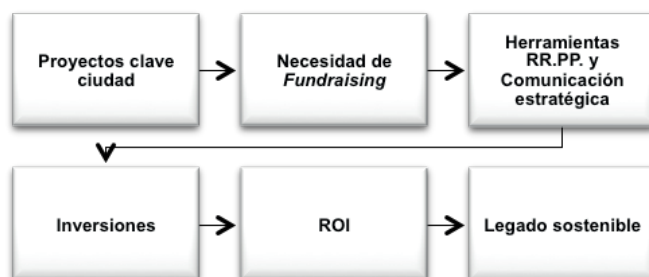 Proyectos clave
ciudad
Necesidad de
Fundraising
Herramientas
RR.PP. y
Comunicación
estratégica
Inversiones
ROI
Legado sostenible